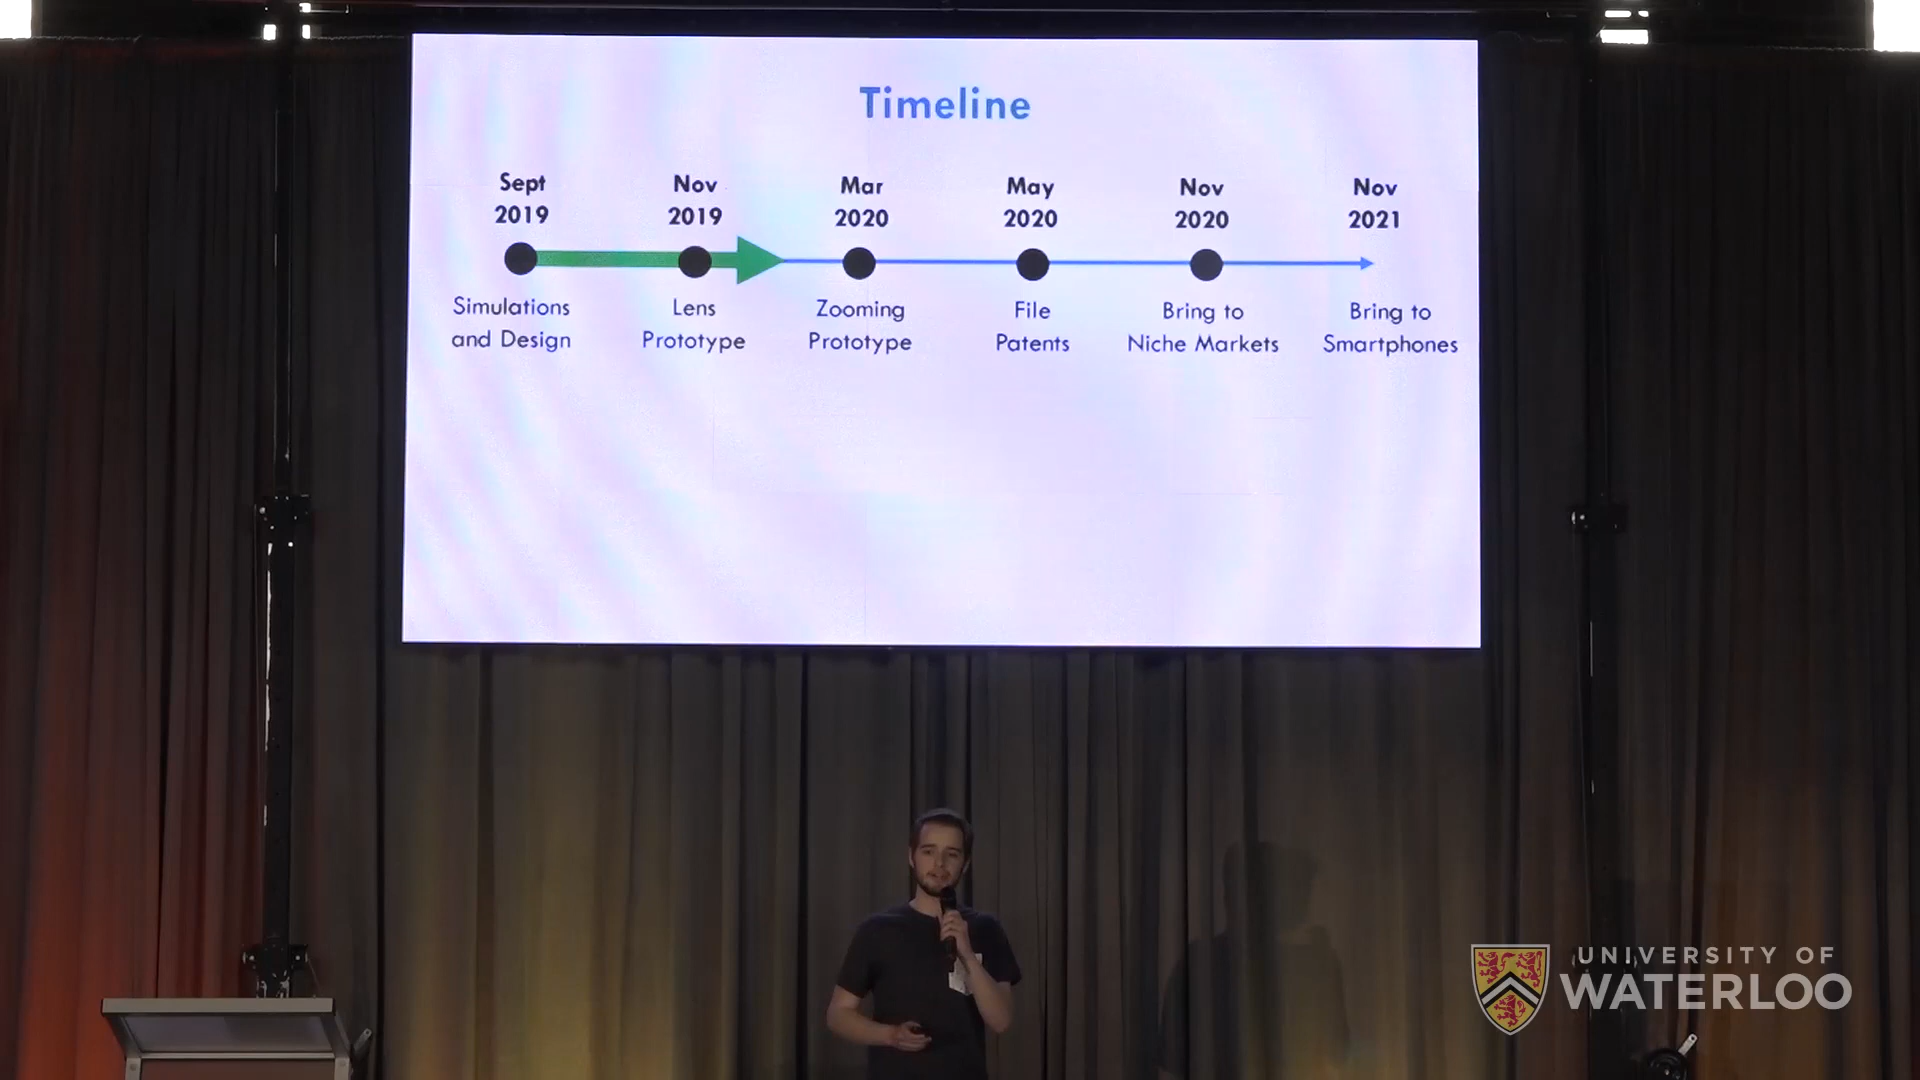 Timeline
Sept
2019
Nov
2019
Mar
2020
May
2020
Nov
2020
Nov
2021
Simulations
and Design
Lens
Prototype
Zooming
Prototype
File
Patents
Bring to
Niche Markets
Bring to
Smartphones
UNIVERSITY OF
WATERLOO